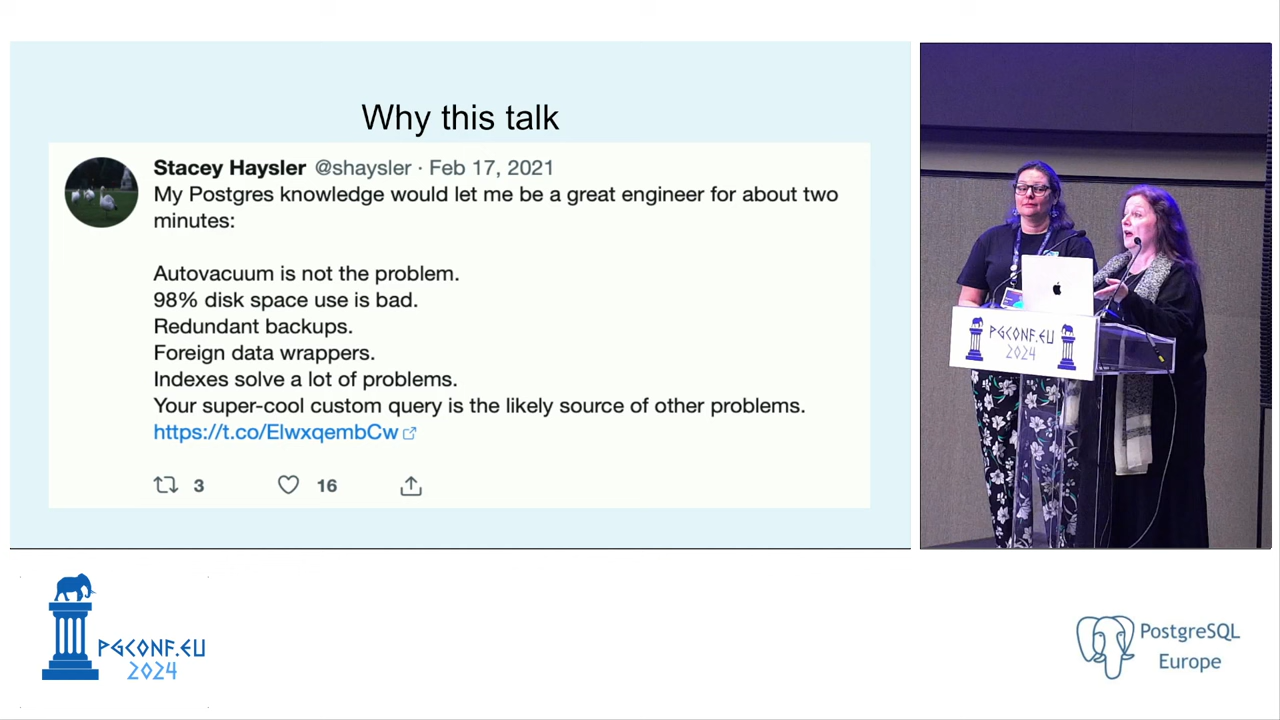 Why this talk
Stacey Haysler @shaysler · Feb 17, 2021
My Postgres knowledge would let me be a great engineer for about two
minutes:
Autovacuum is not the problem.
98% disk space use is bad.
Redundant backups.
Foreign data wrappers.
Indexes solve a lot of problems.
Your super-cool custom query is the likely source of other problems.
https://t.co/ElwxqembCw
3
16
PGCONF.EU
2024
PGCONF.EU
2024
PostgreSQL
Europe